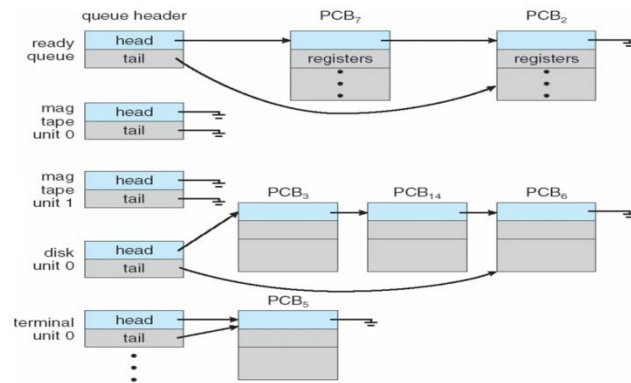 queue header PCB7 PCB2
ready queue
head
tail
registers
registers
mag tape unit 0
head
tail
mag tape unit 1
head
tail
PCB3 PCB14 PCB6
disk unit 0
head
tail
PCB5
terminal unit 0
head
tail